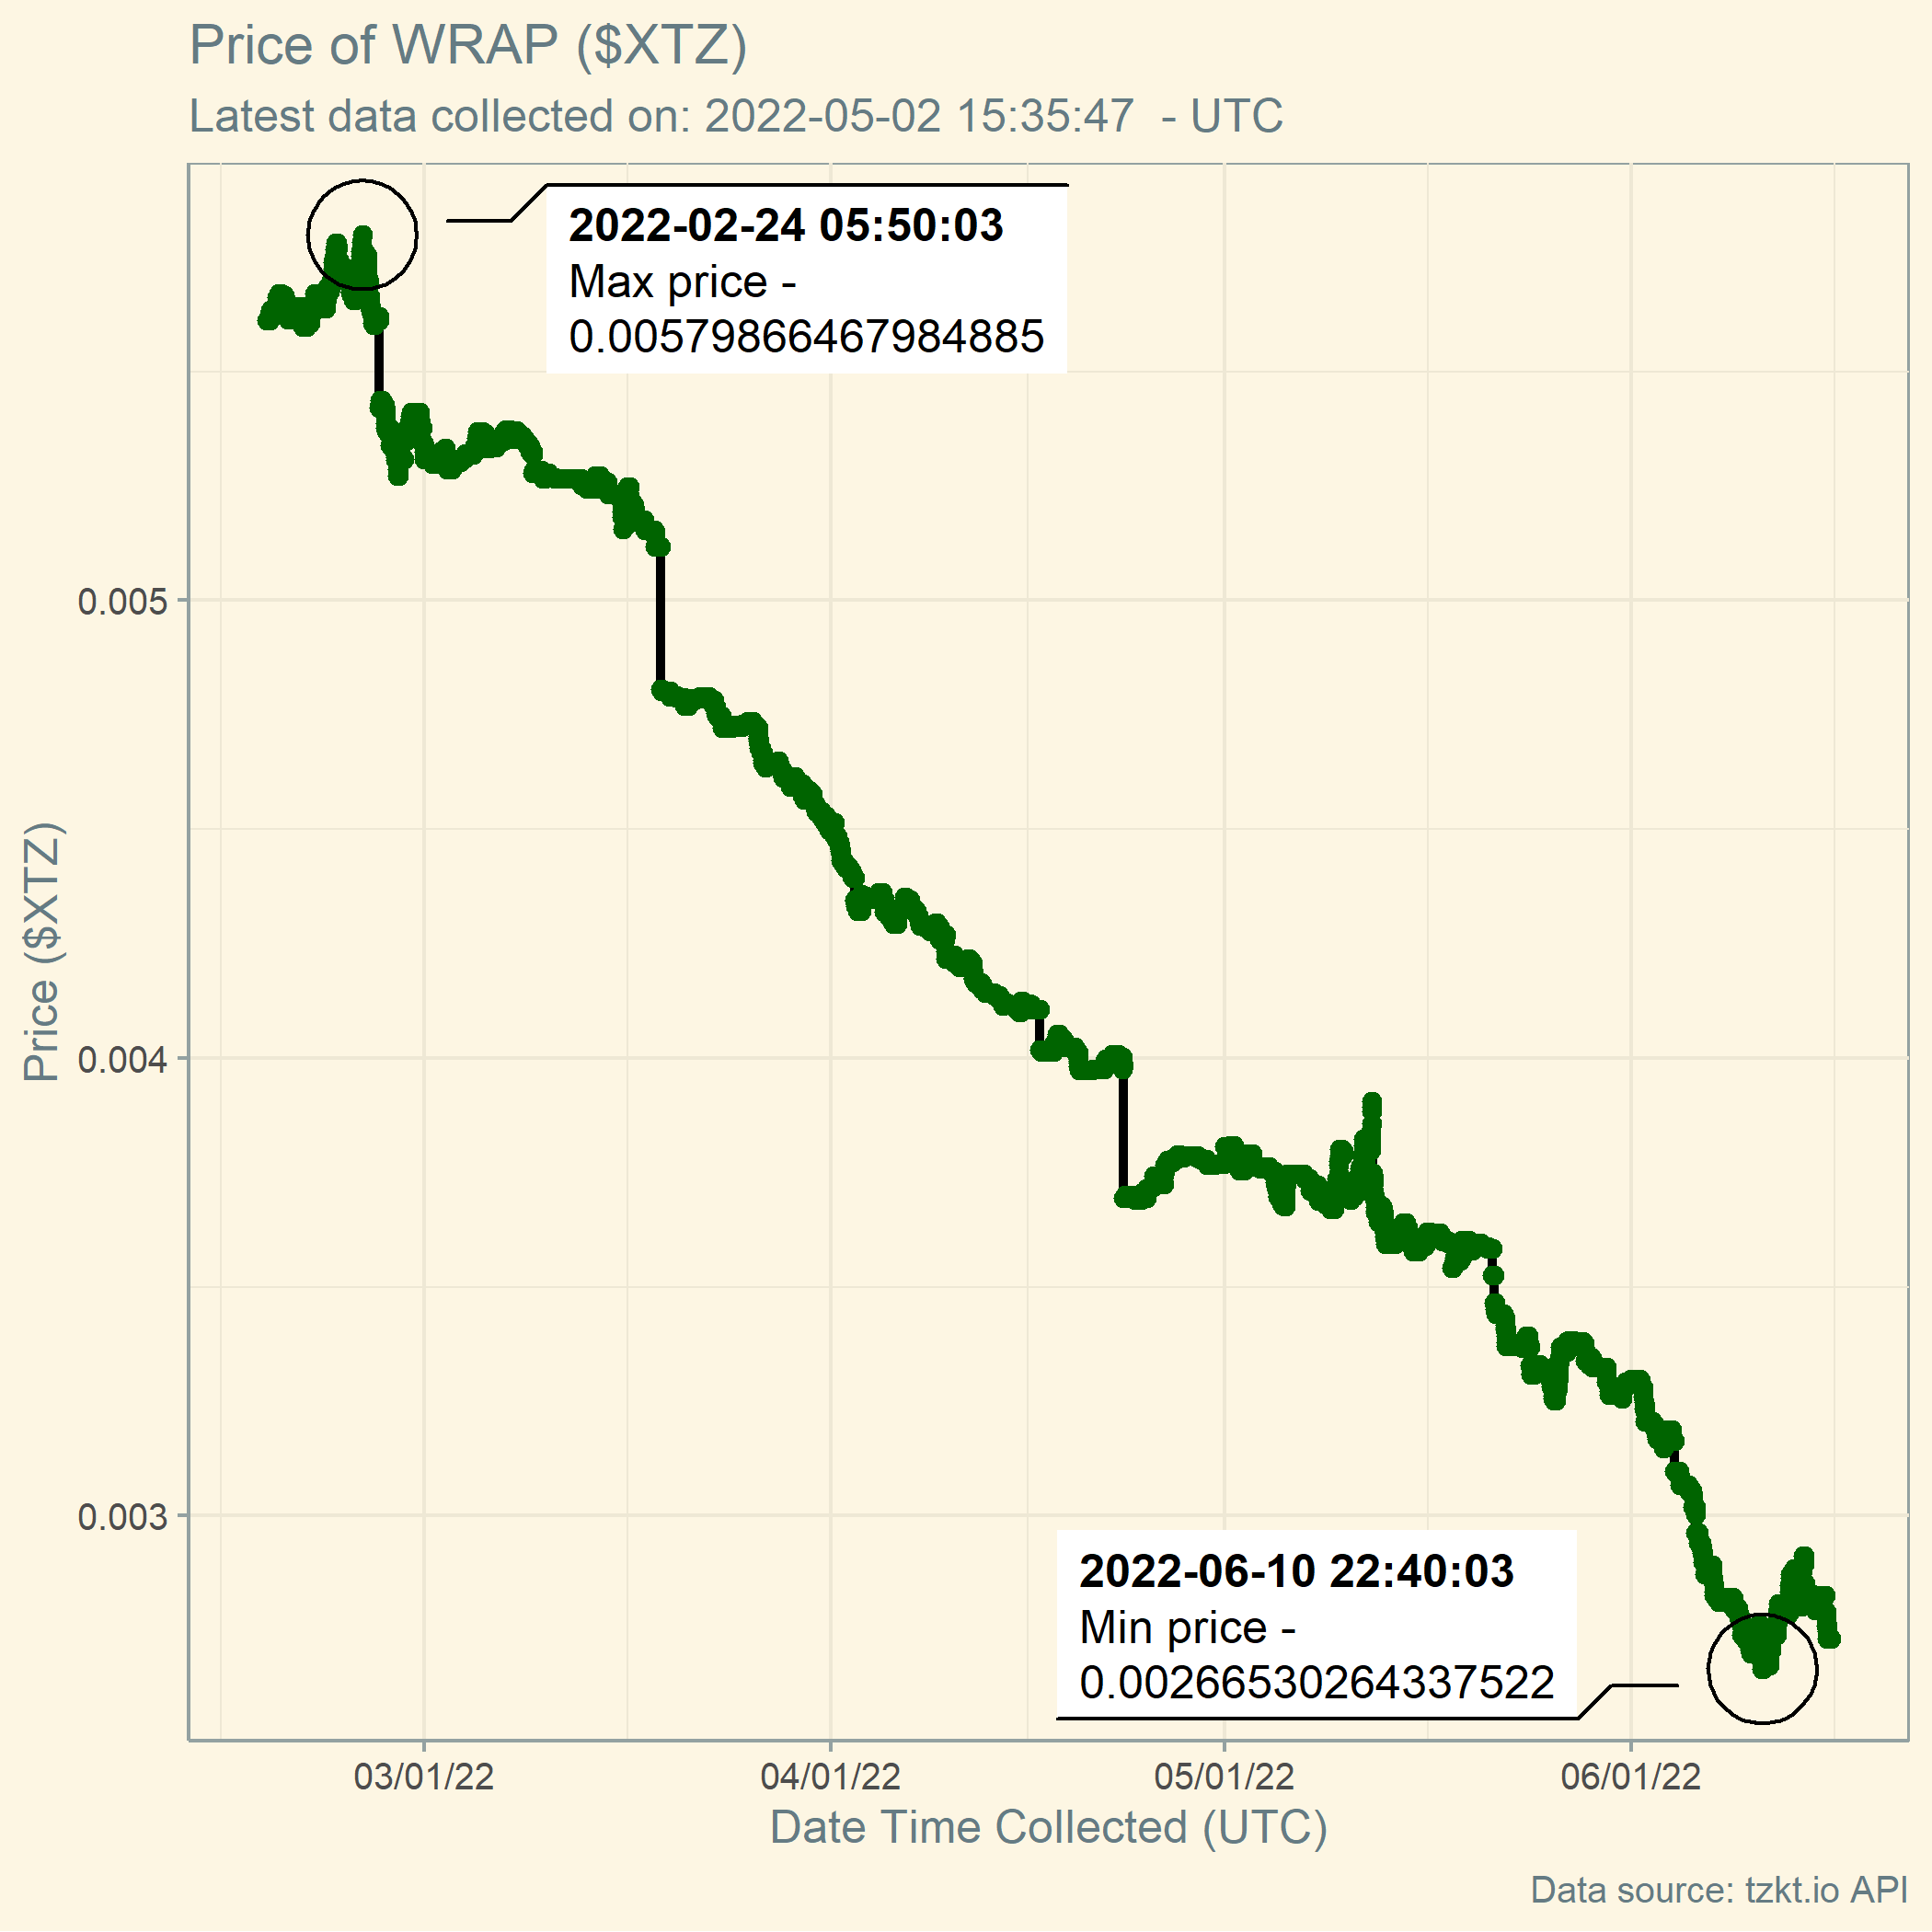 Price of WRAP ($XTZ)
Latest data collected on: 2022-05-02 15:35:47  - UTC
2022-02-24 05:50:03
Max price -
0.00579866467984885
0.005
0.004
0.003
Price ($XTZ)
2022-06-10 22:40:03
Min price -
0.00266530264337522
03/01/22
04/01/22
05/01/22
06/01/22
Date Time Collected (UTC)
Data source: tzkt.io API